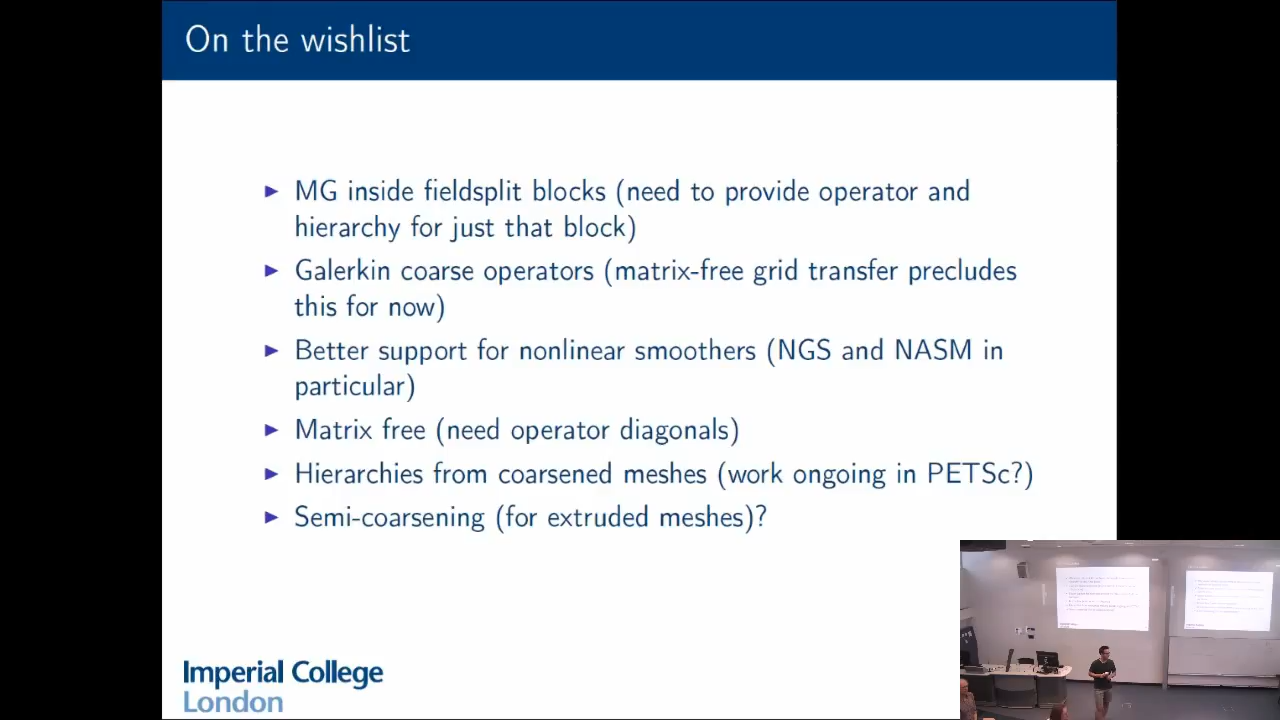 On the wishlist
▶ MG inside fieldsplit blocks (need to provide operator and
hierarchy for just that block)
▶ Galerkin coarse operators (matrix-free grid transfer precludes
this for now)
▶ Better support for nonlinear smoothers (NGS and NASM in
particular)
▶ Matrix free (need operator diagonals)
▶ Hierarchies from coarsened meshes (work ongoing in PETSc?)
▶ Semi-coarsening (for extruded meshes)?
Imperial College
London